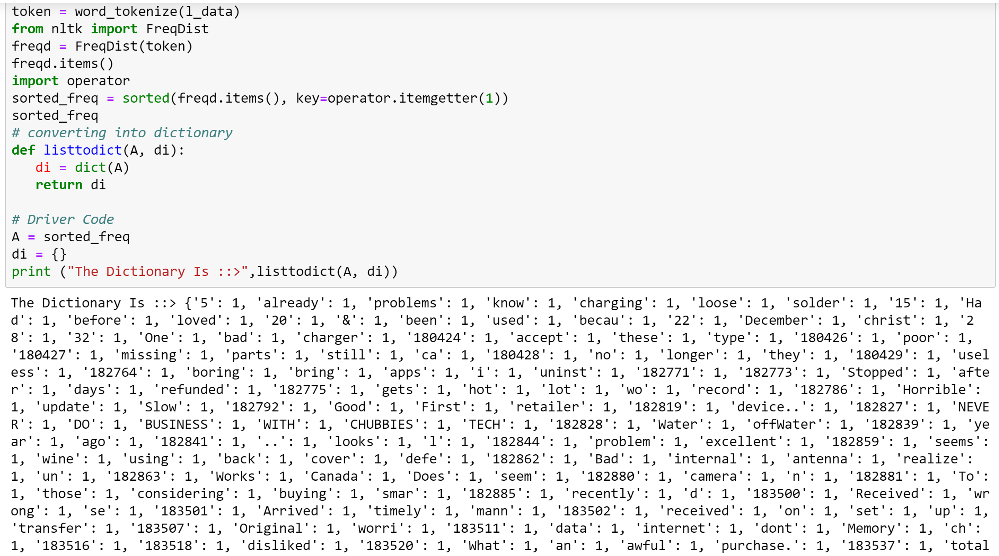 token = word_tokenize(l_data)
from nltk import FreqDist
freqd = FreqDist(token)
freqd.items()
import operator
sorted_freq = sorted(freqd.items(), key=operator.itemgetter(1))
sorted_freq
# converting into dictionary
def listtodict(A, di):
   di = dict(A)
   return di

# Driver Code
A = sorted_freq
di = {}
print ("The Dictionary Is ::>",listtodict(A, di))
The Dictionary Is ::> {'5': 1, 'already': 1, 'problems': 1, 'know': 1, 'charging': 1, 'loose': 1, 'solder': 1, '15': 1, 'Ha
d': 1, 'before': 1, 'loved': 1, '20': 1, '&': 1, 'been': 1, 'used': 1, 'becau': 1, '22': 1, 'December': 1, 'christ': 1, '2
8': 1, '32': 1, 'One': 1, 'bad': 1, 'charger': 1, '180424': 1, 'accept': 1, 'these': 1, 'type': 1, '180426': 1, 'poor': 1,
'180427': 1, 'missing': 1, 'parts': 1, 'still': 1, 'ca': 1, '180428': 1, 'no': 1, 'longer': 1, 'they': 1, '180429': 1, 'usel
ess': 1, '182764': 1, 'boring': 1, 'bring': 1, 'apps': 1, 'i': 1, 'uninst': 1, '182771': 1, '182773': 1, 'Stopped': 1, 'afte
r': 1, 'days': 1, 'refunded': 1, '182775': 1, 'gets': 1, 'hot': 1, 'lot': 1, 'wo': 1, 'record': 1, '182786': 1, 'Horrible':
1, 'update': 1, 'Slow': 1, '182792': 1, 'Good': 1, 'First': 1, 'retailer': 1, '182819': 1, 'device..': 1, '182827': 1, 'NEVE
R': 1, 'DO': 1, 'BUSINESS': 1, 'WITH': 1, 'CHUBBIES': 1, 'TECH': 1, '182828': 1, 'Water': 1, 'offWater': 1, '182839': 1, 'ye
ar': 1, 'ago': 1, '182841': 1, '..': 1, 'looks': 1, 'l': 1, '182844': 1, 'problem': 1, 'excellent': 1, '182859': 1, 'seems':
1, 'wine': 1, 'using': 1, 'back': 1, 'cover': 1, 'defe': 1, '182862': 1, 'Bad': 1, 'internal': 1, 'antenna': 1, 'realize':
1, 'un': 1, '182863': 1, 'Works': 1, 'Canada': 1, 'Does': 1, 'seem': 1, '182880': 1, 'camera': 1, 'n': 1, '182881': 1, 'To':
1, 'those': 1, 'considering': 1, 'buying': 1, 'smar': 1, '182885': 1, 'recently': 1, 'd': 1, '183500': 1, 'Received': 1, 'wr
ong': 1, 'se': 1, '183501': 1, 'Arrived': 1, 'timely': 1, 'mann': 1, '183502': 1, 'received': 1, 'on': 1, 'set': 1, 'up': 1,
'transfer': 1, '183507': 1, 'Original': 1, 'worri': 1, '183511': 1, 'data': 1, 'internet': 1, 'dont': 1, 'Memory': 1, 'ch':
1, '183516': 1, '183518': 1, 'disliked': 1, '183520': 1, 'What': 1, 'an': 1, 'awful': 1, 'purchase.': 1, '183537': 1, 'total